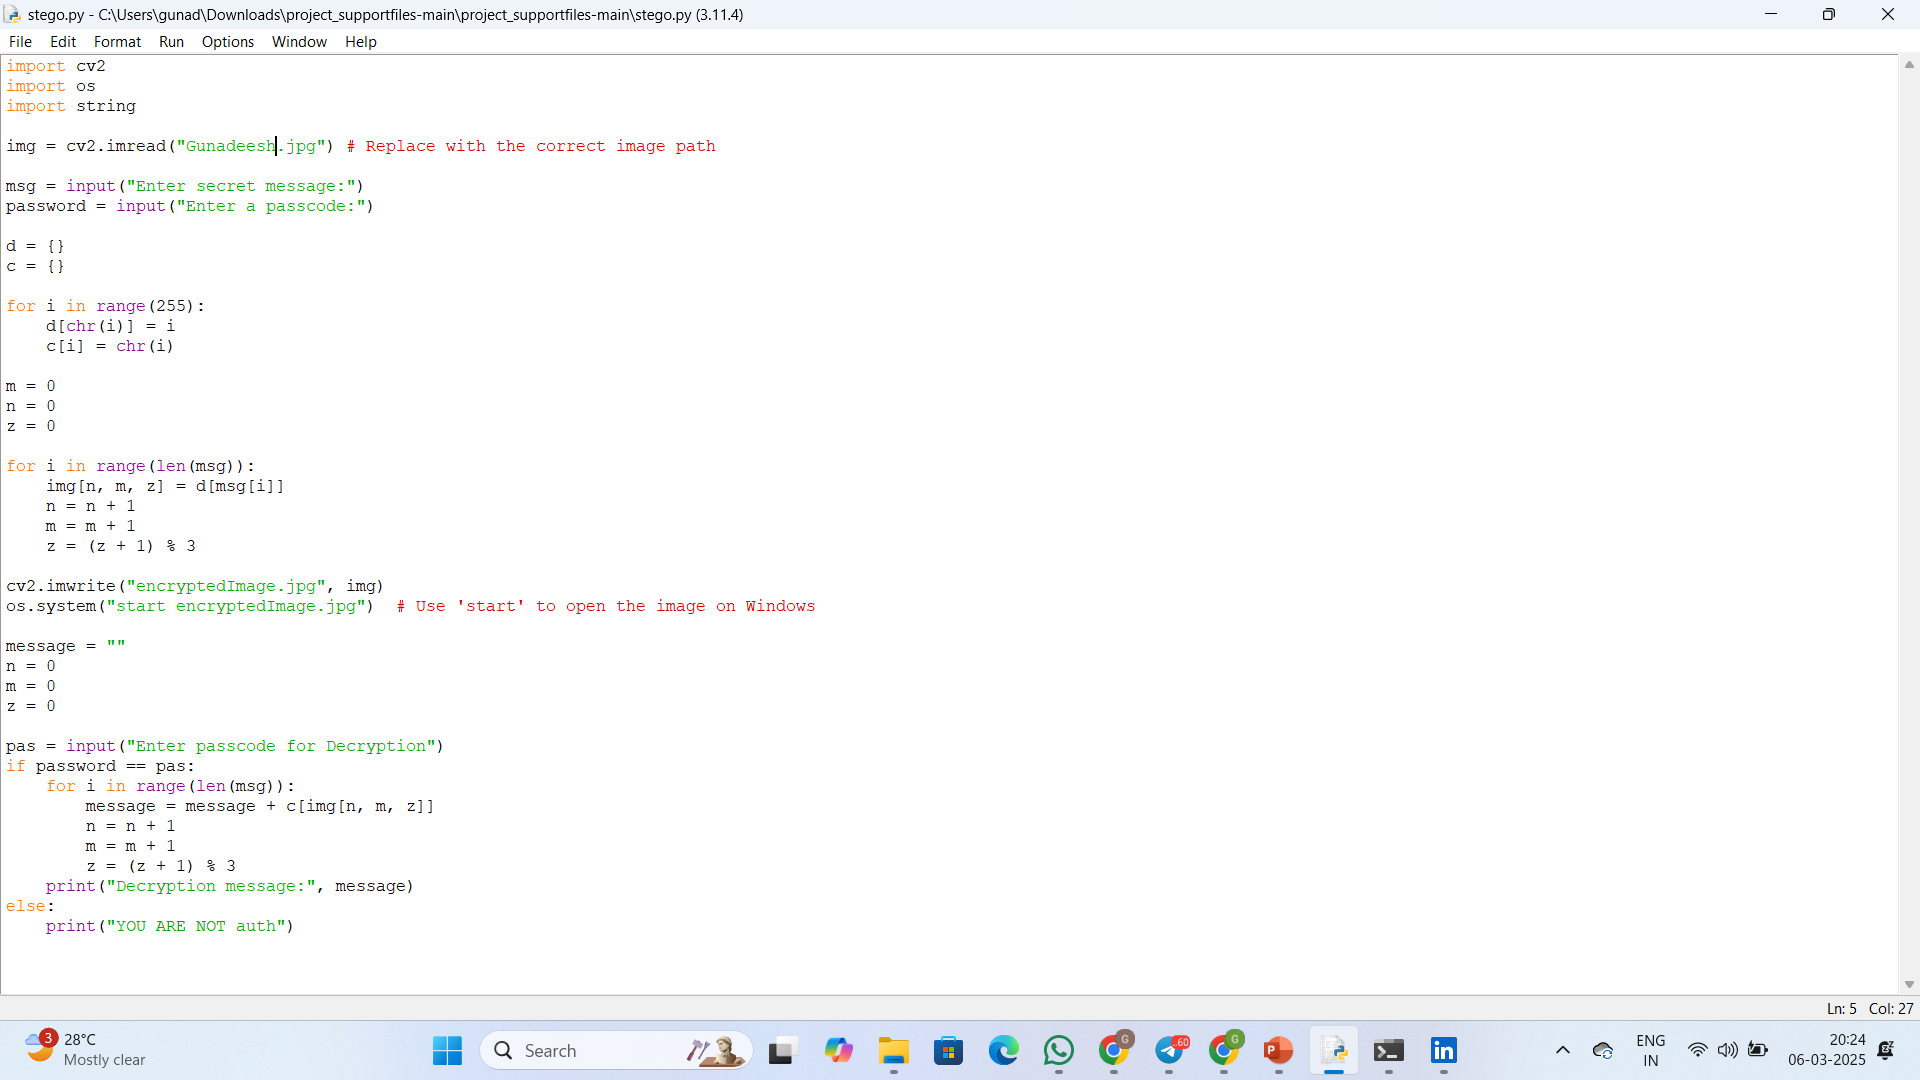 stego.py - C:\Users\gunad\Downloads\project_supportfiles-main\project_supportfiles-main\stego.py (3.11.4)
File Edit Format Run Options Window Help
import cv2
import os
import string

img = cv2.imread("Gunadeesh.jpg") # Replace with the correct image path

msg = input("Enter secret message:")
password = input("Enter a passcode:")

d = {}
c = {}

for i in range(255):
    d[chr(i)] = i
    c[i] = chr(i)

m = 0
n = 0
z = 0

for i in range(len(msg)):
    img[n, m, z] = d[msg[i]]
    n = n + 1
    m = m + 1
    z = (z + 1) % 3

cv2.imwrite("encryptedImage.jpg", img)
os.system("start encryptedImage.jpg")  # Use 'start' to open the image on Windows

message = ""
n = 0
m = 0
z = 0

pas = input("Enter passcode for Decryption")
if password == pas:
    for i in range(len(msg)):
        message = message + c[img[n, m, z]]
        n = n + 1
        m = m + 1
        z = (z + 1) % 3
    print("Decryption message:", message)
else:
    print("YOU ARE NOT auth")
Ln: 5 Col: 27
3
28°C
Mostly clear
Search
G
.60
G
P
in
ENG
IN
20:24
06-03-2025